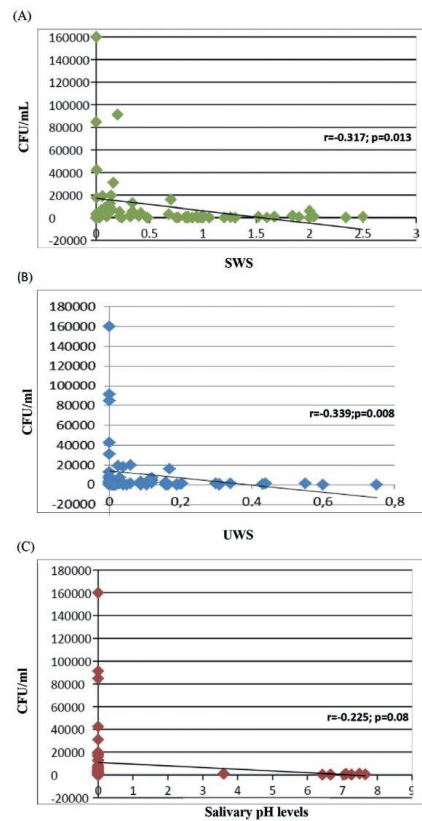 (A)
160000
140000
120000
100000
80000
60000
40000
20000
0
-20000
CFU/mL
r=-0.317; p=0.013
0 0.5 1 1.5 2 2.5 3
SWS
(B)
180000
160000
140000
120000
100000
80000
60000
40000
20000
0
-20000
CFU/ml
r=-0.339;p=0.008
0 0,2 0,4 0,6 0,8
UWS
(C)
180000
160000
140000
120000
100000
80000
60000
40000
20000
0
-20000
CFU/ml
r=-0.225; p=0.08
0 1 2 3 4 5 6 7 8 9
Salivary pH levels